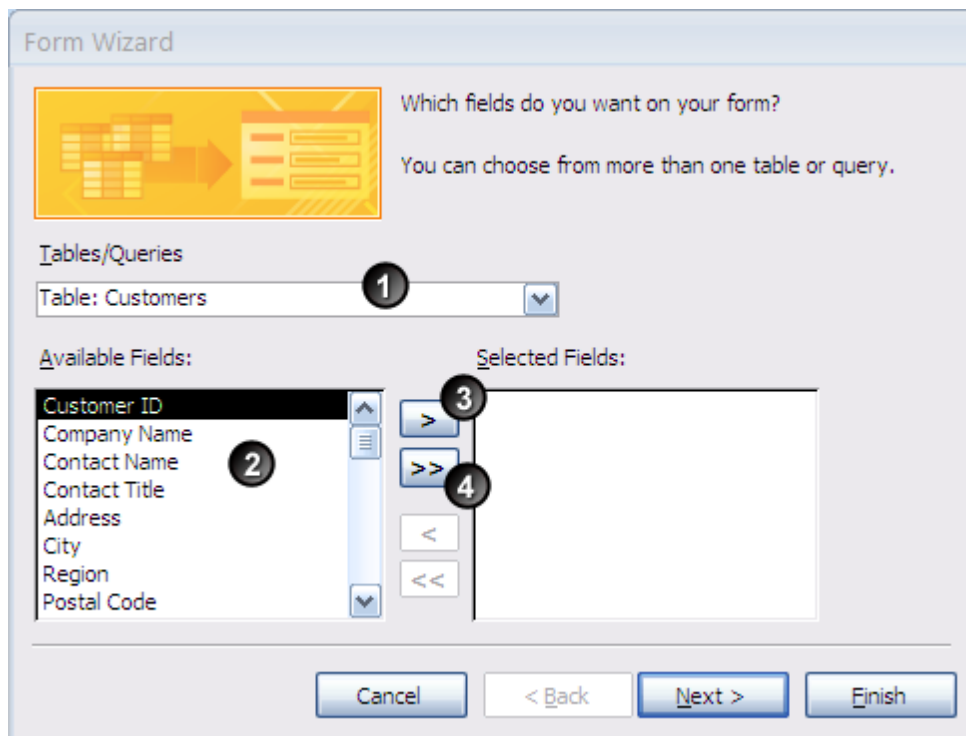 Form Wizard
Which fields do you want on your form?
You can choose from more than one table or query.
Tables/Queries
Table: Customers
1
Available Fields:
Selected Fields:
Customer ID
Company Name
Contact Name
Contact Title
Address
City
Region
Postal Code
2
>
3
>>
4
<
<<
Cancel
< Back
Next >
Finish